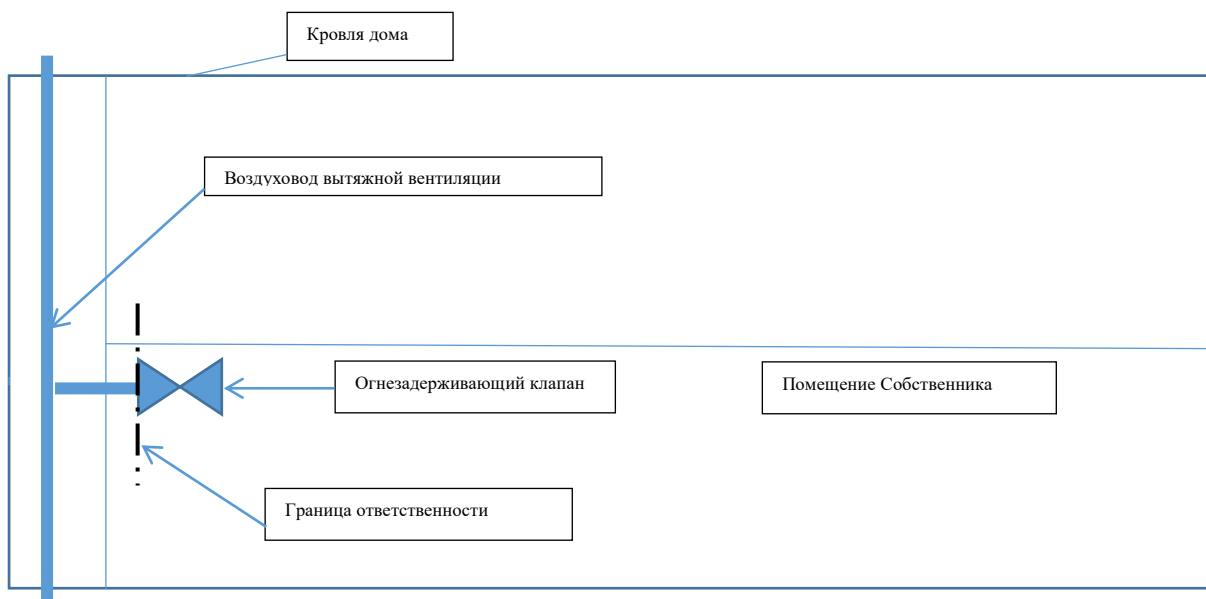 Кровля дома
Воздуховод вытяжной вентиляции
Огнезадерживающий клапан
Помещение Собственника
Граница ответственности